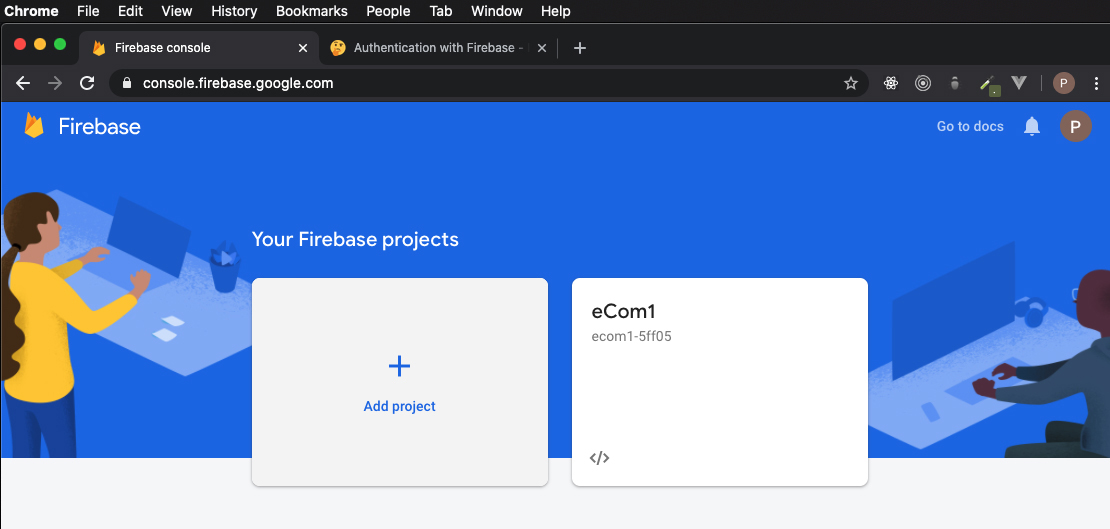 Chrome File Edit View History Bookmarks People Tab Window Help
Firebase console Authentication with Firebase -
console.firebase.google.com P
Firebase Go to docs P
Your Firebase projects
eCom1
ecom1-5ff05
Add project
</>